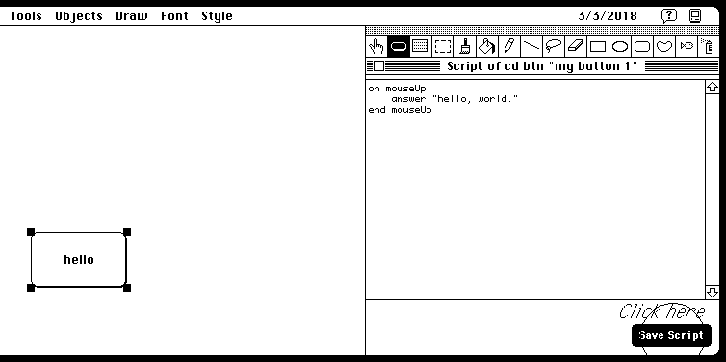 Tools Objects Draw Font Style 3/3/2018
Script of cd btn "my button 1"
on mouseUp
answer "hello, world."
end mouseUp
hello
Click here
Save Script